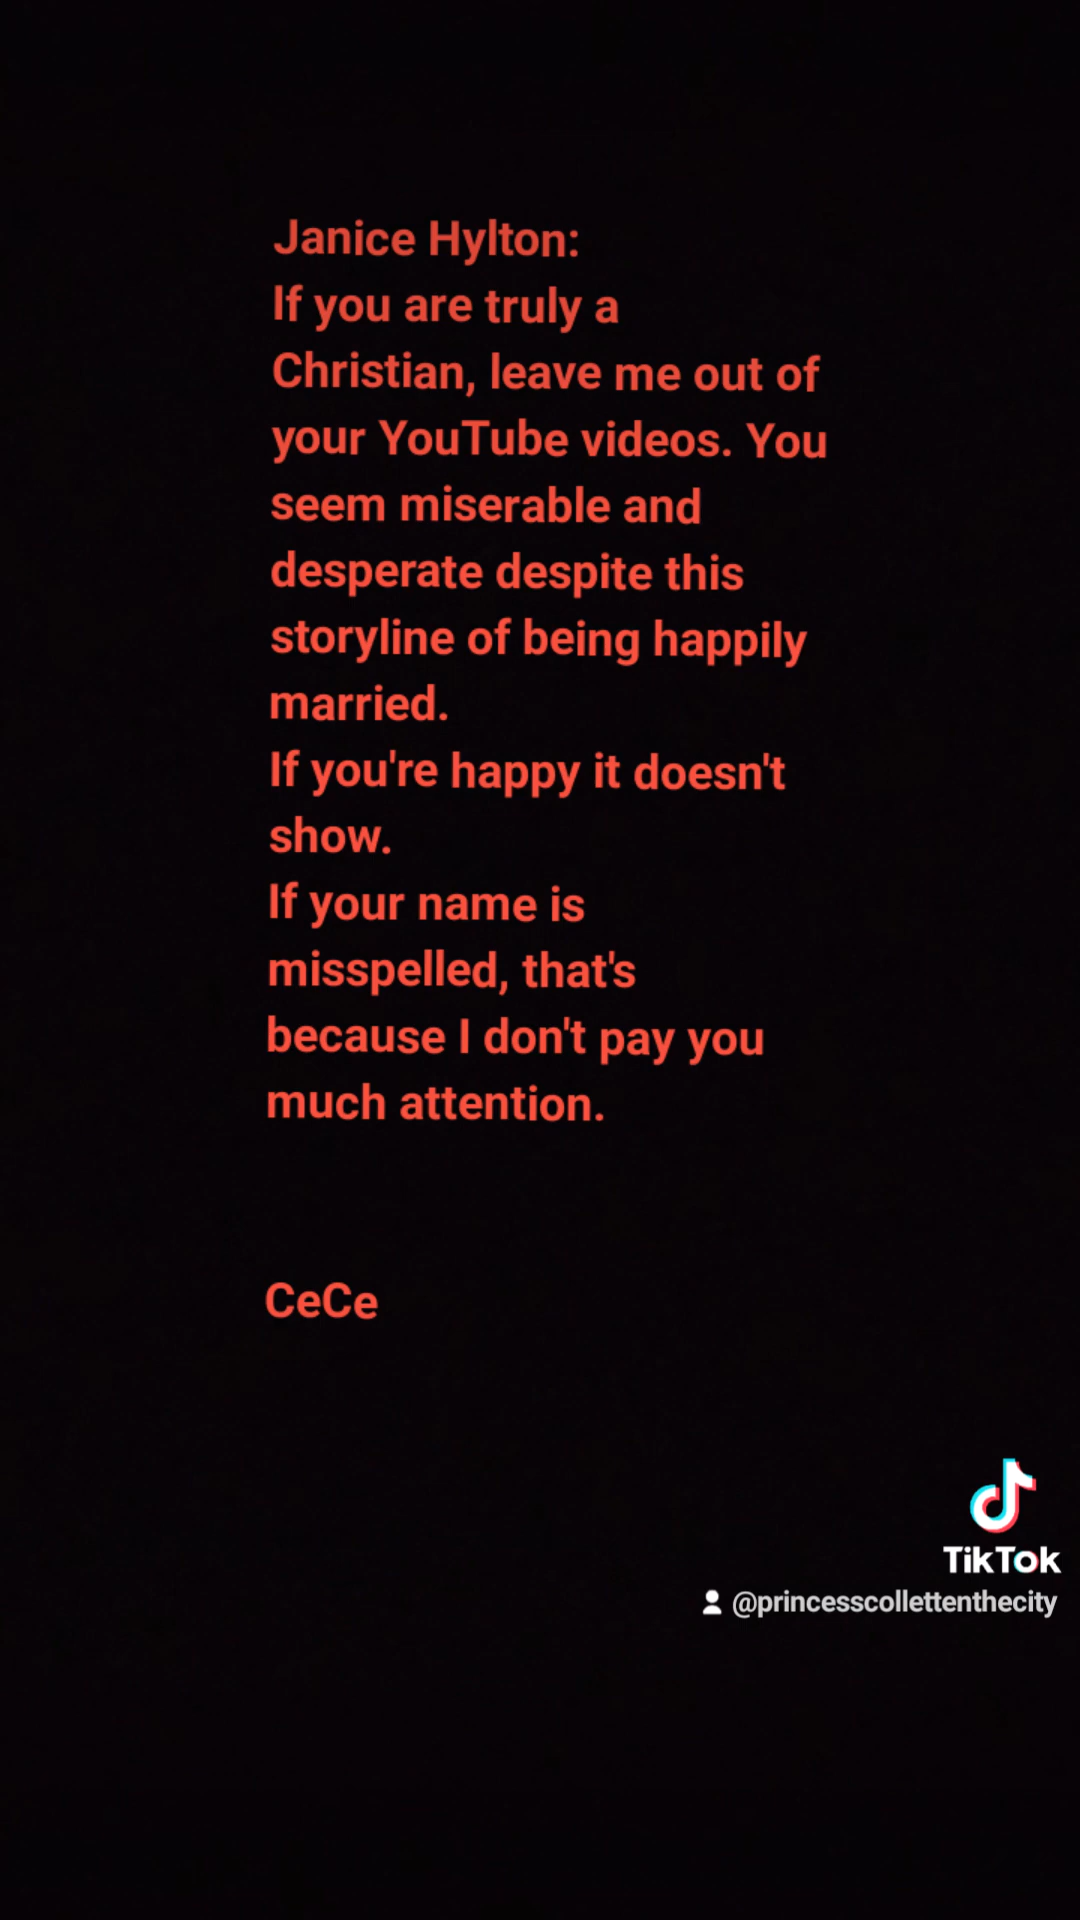 Janice Hylton:
If you are truly a
Christian, leave me out of
your YouTube videos. You
seem miserable and
desperate despite this
storyline of being happily
married.
If you're happy it doesn't
show.
If your name is
misspelled, that's
because I don't pay you
much attention.
CeCe
TikTok
@princesscollettenthecity